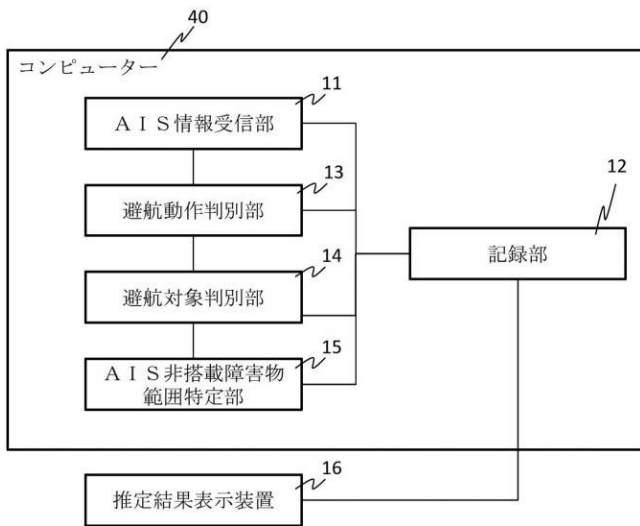 40
コンピューター
11
ＡＩＳ情報受信部
13
避航動作判別部
12
記録部
14
避航対象判別部
15
ＡＩＳ非搭載障害物
範囲特定部
16
推定結果表示装置